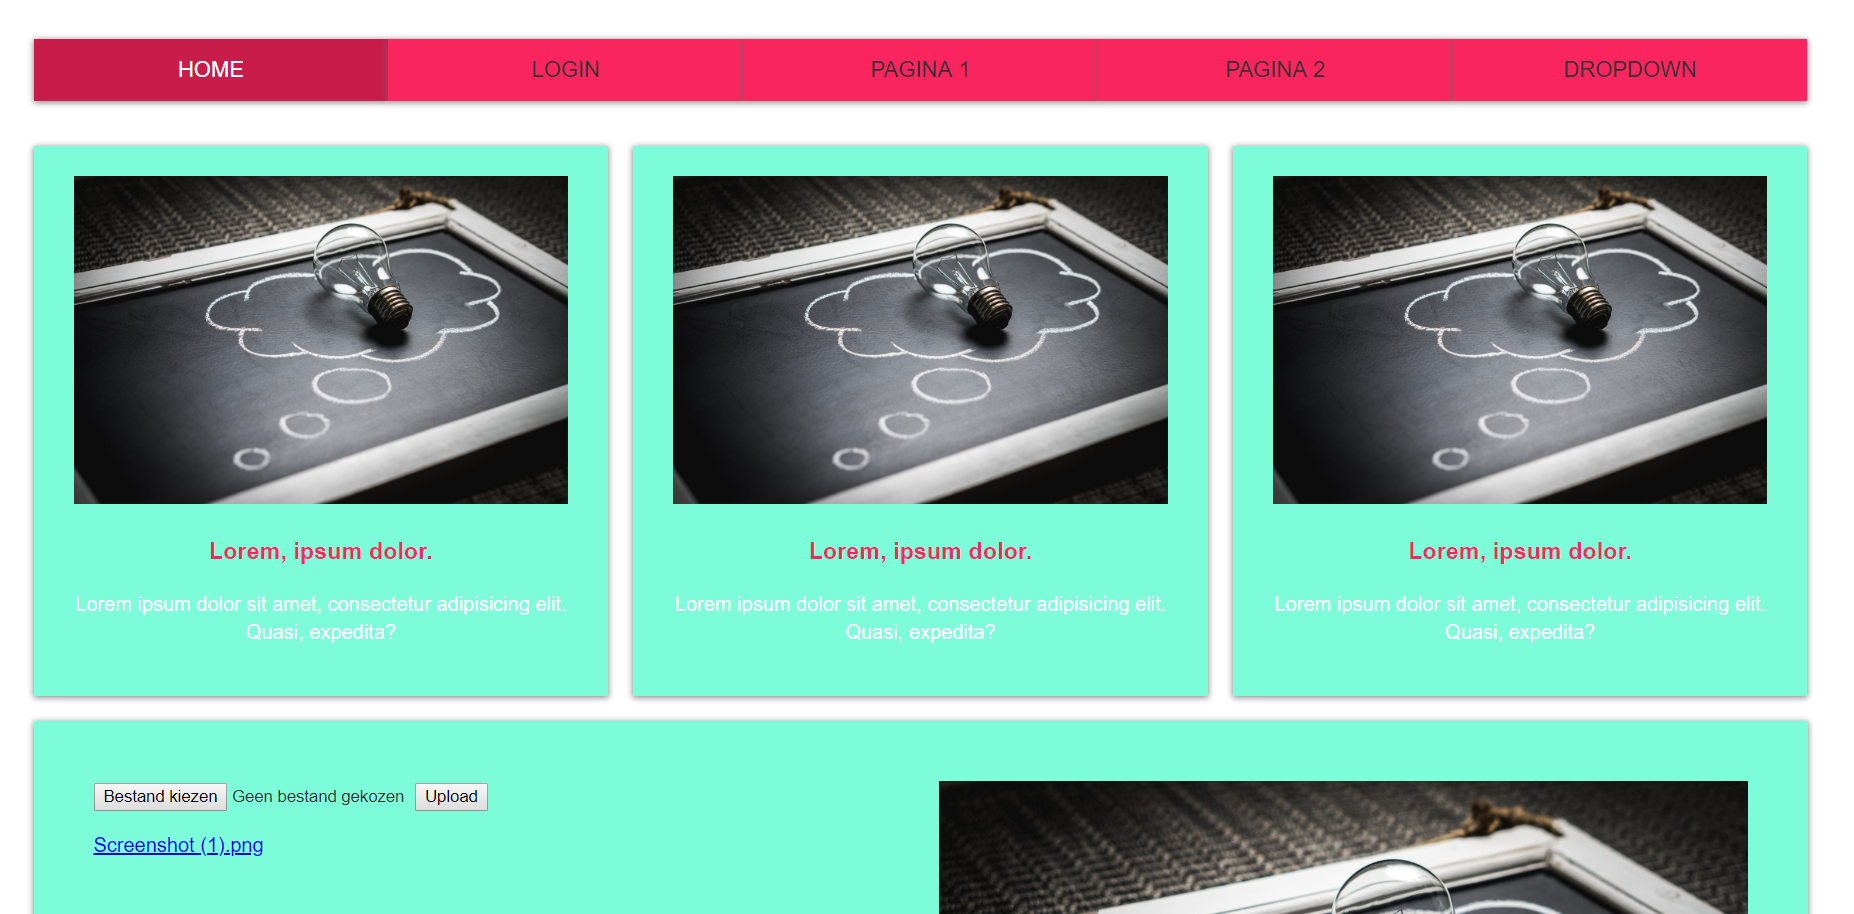 HOME LOGIN PAGINA 1 PAGINA 2 DROPDOWN
Lorem, ipsum dolor.
Lorem ipsum dolor sit amet, consectetur adipisicing elit.
Quasi, expedita?
Lorem, ipsum dolor.
Lorem ipsum dolor sit amet, consectetur adipisicing elit.
Quasi, expedita?
Lorem, ipsum dolor.
Lorem ipsum dolor sit amet, consectetur adipisicing elit.
Quasi, expedita?
Bestand kiezen Geen bestand gekozen Upload
Screenshot (1).png